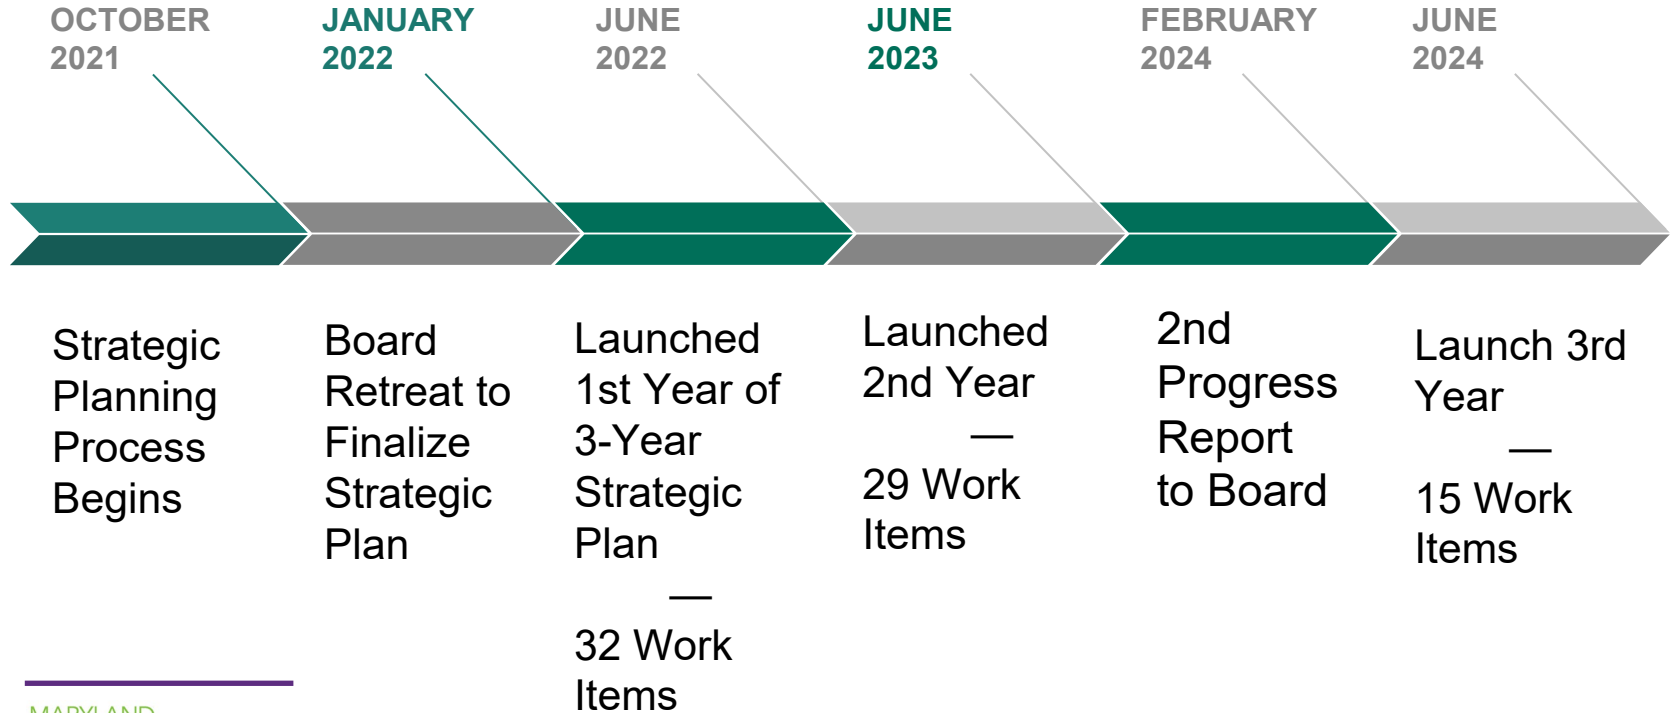 OCTOBER
2021
JANUARY
2022
JUNE
2022
JUNE
2023
FEBRUARY
2024
JUNE
2024
Strategic
Planning
Process
Begins
Board
Retreat to
Finalize
Strategic
Plan
Launched
1st Year of
3-Year
Strategic
Plan
—
32 Work
Items
Launched
2nd Year
—
29 Work
Items
2nd
Progress
Report
to Board
Launch 3rd
Year
—
15 Work
Items
MARYLAND